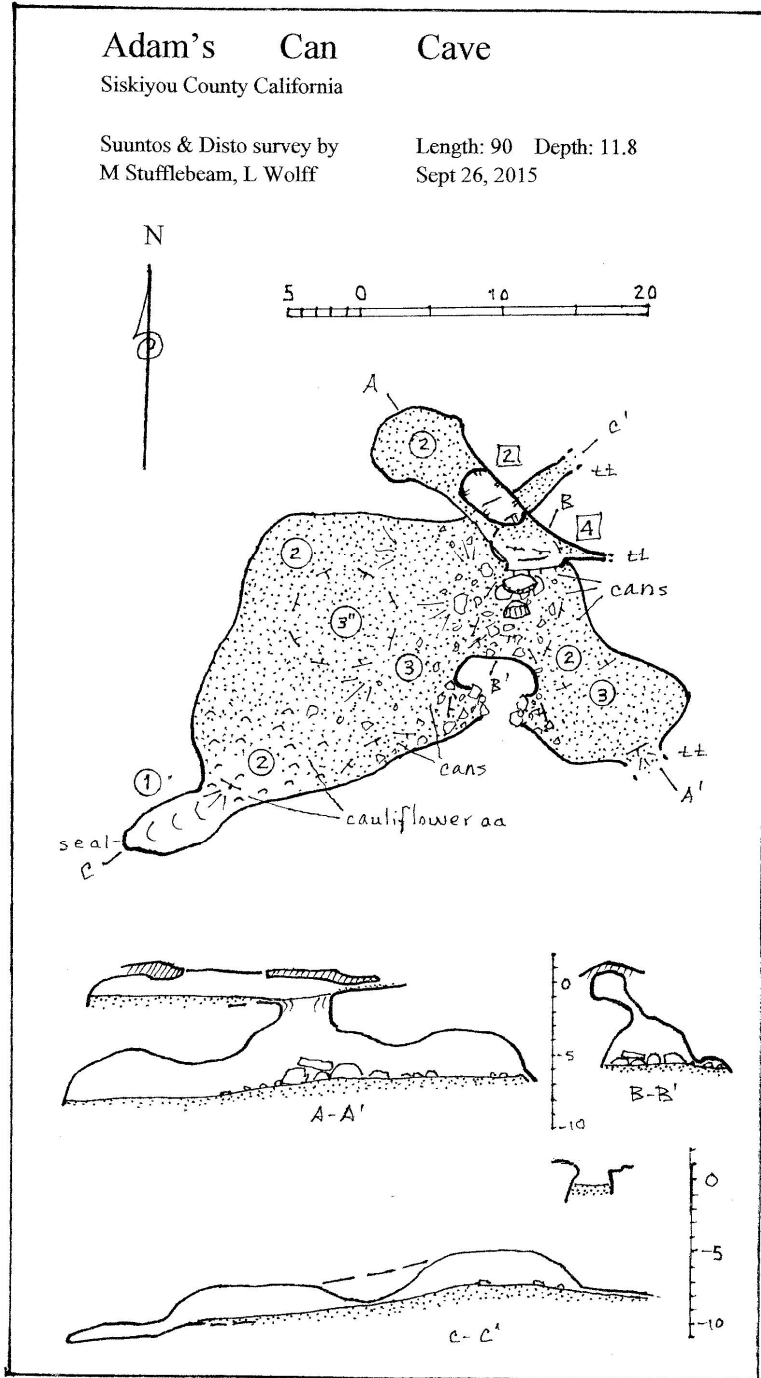 Adam's Can Cave
Siskiyou County California
Suuntos & Disto survey by
M Stufflebeam, L Wolff
Length: 90 Depth: 11.8
Sept 26, 2015
N
5 0 10 20
A
C'
2
2
tt
B
4
tt
cans
2
3"
3
2
3
B'
tt
A'
cans
1
2
cauliflower aa
seal
C
0
-5
-10
A-A'
B-B'
0
-5
-10
C-C'